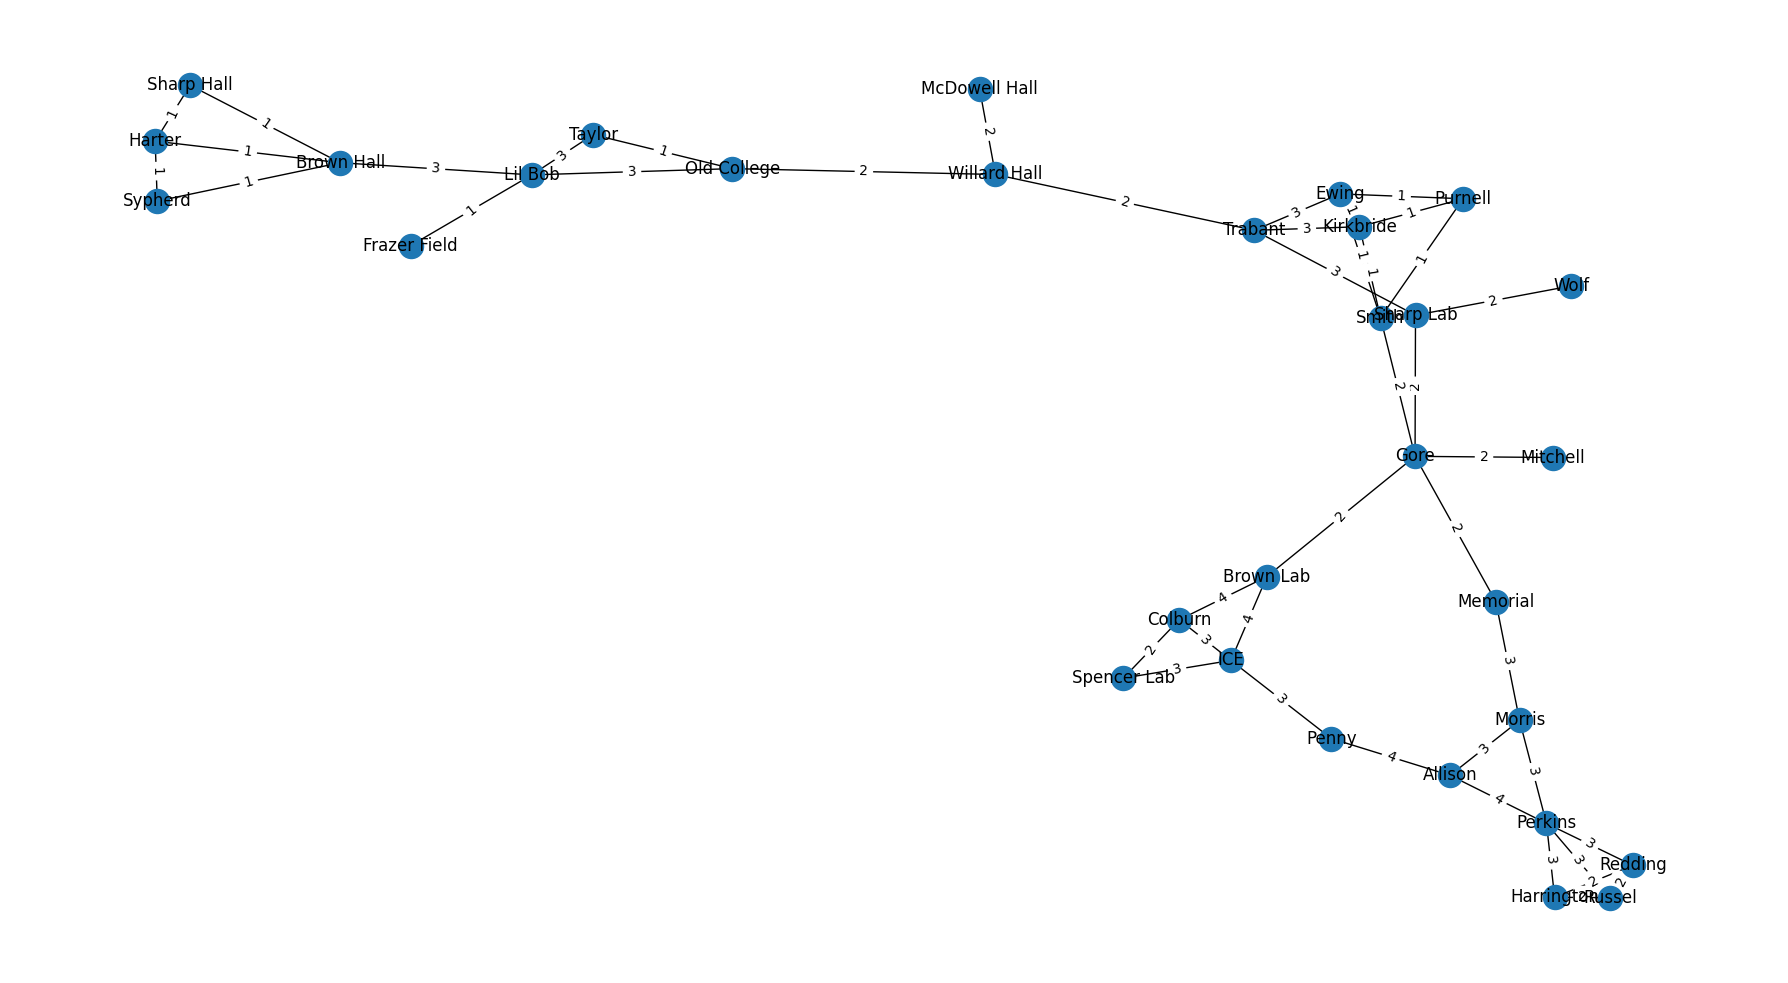 Sharp Hall
McDowell Hall
1
1
2
Taylor
Harter
1
3
1
Brown Hall
3
Lil Bob
3
Old College
2
Willard Hall
1
1
Sypherd
1
Frazer Field
2
Ewing
1
Purnell
3
1
1
Trabant
3
Kirkbride
1
1
1
3
Wolf
2
Smith
Sharp Lab
2
2
Gore
2
Mitchell
2
2
Brown Lab
4
Memorial
Colburn
4
3
2
ICE
3
3
Spencer Lab
3
Morris
Penny
3
4
3
Allison
4
Perkins
3
3
3
Redding
2
2
Harrington
2
Russel